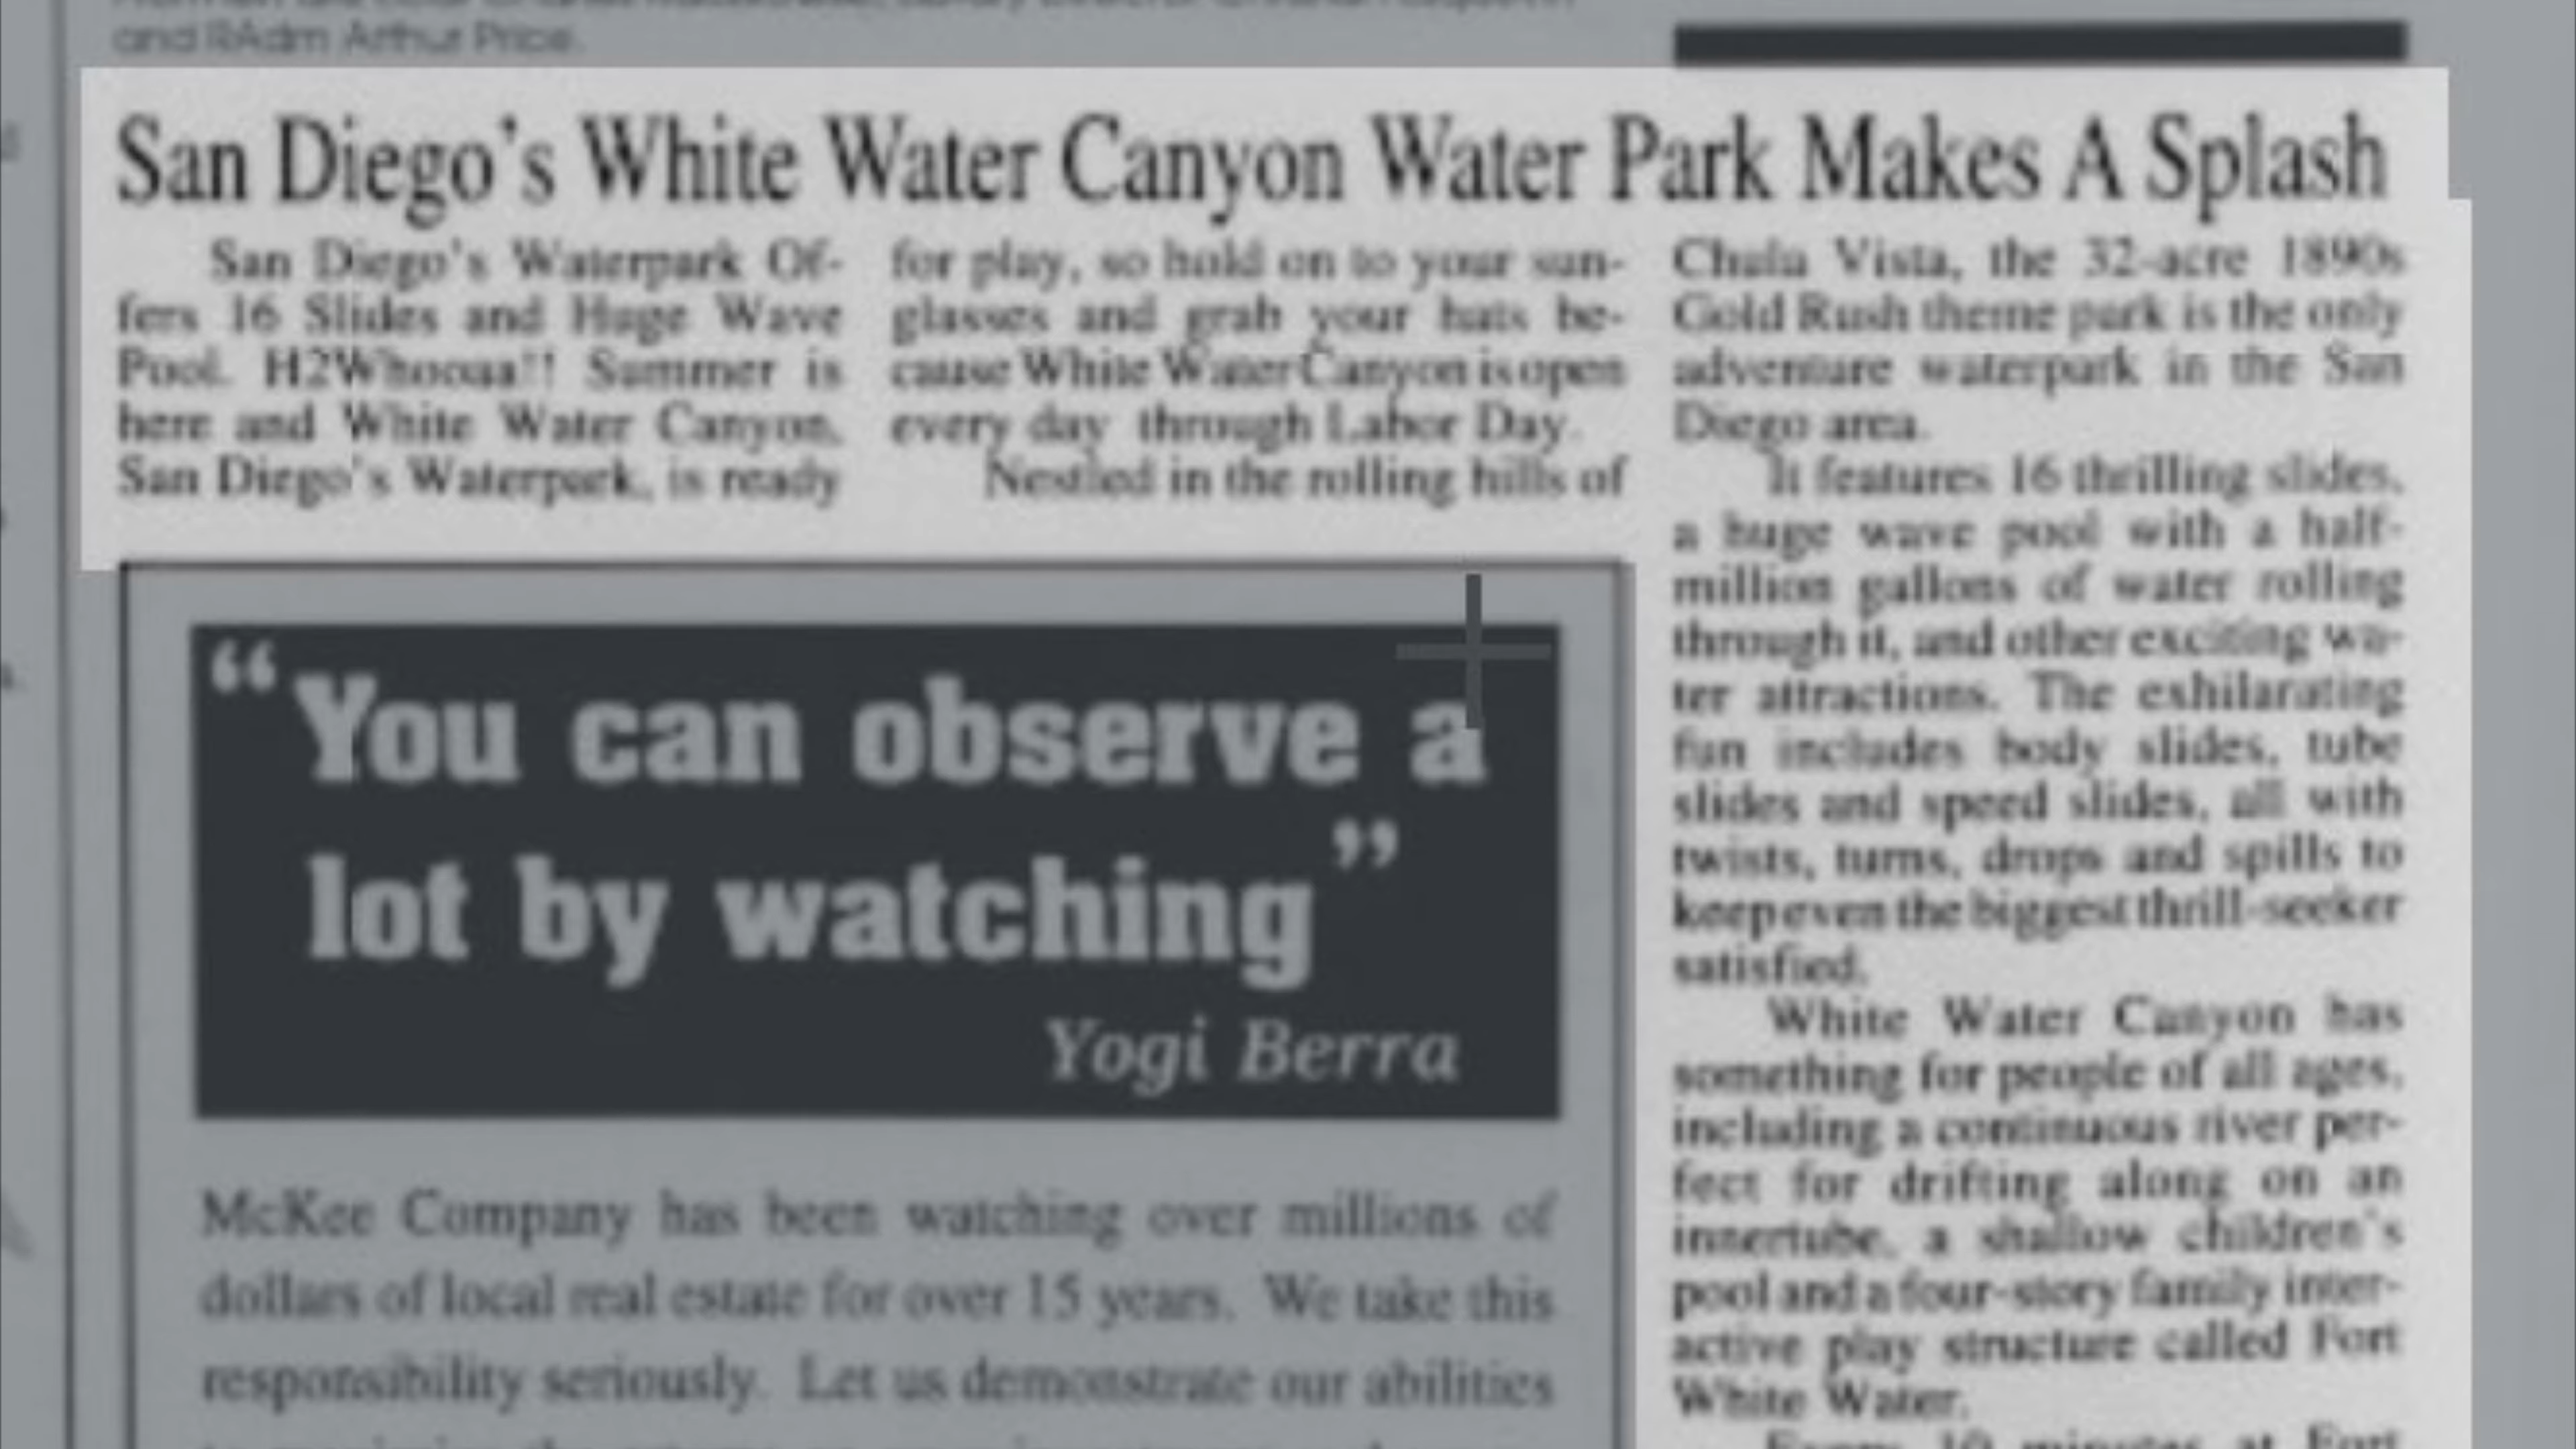 and RAdm Arthur Price.
San Diego's White Water Canyon Water Park Makes A Splash
San Diego's Waterpark Of-
fers 16 Slides and Huge Wave
Pool. H2Whooaa!! Summer is
here and White Water Canyon,
San Diego's Waterpark, is ready
for play, so hold on to your sun-
glasses and grab your hats be-
cause White Water Canyon is open
every day through Labor Day.
Nestled in the rolling hills of
Chula Vista, the 32-acre 1890s
Gold Rush theme park is the only
adventure waterpark in the San
Diego area.
It features 16 thrilling slides,
a huge wave pool with a half-
million gallons of water rolling
through it, and other exciting wa-
ter attractions. The exhilarating
fun includes body slides, tube
slides and speed slides, all with
twists, turns, drops and spills to
keep even the biggest thrill-seeker
satisfied.
White Water Canyon has
something for people of all ages,
including a continuous river per-
fect for drifting along on an
innertube, a shallow children's
pool and a four-story family inter-
active play structure called Fort
White Water.
Every 10 minutes at Fort
"You can observe a
lot by watching"
Yogi Berra
McKee Company has been watching over millions of
dollars of local real estate for over 15 years. We take this
responsibility seriously. Let us demonstrate our abilities